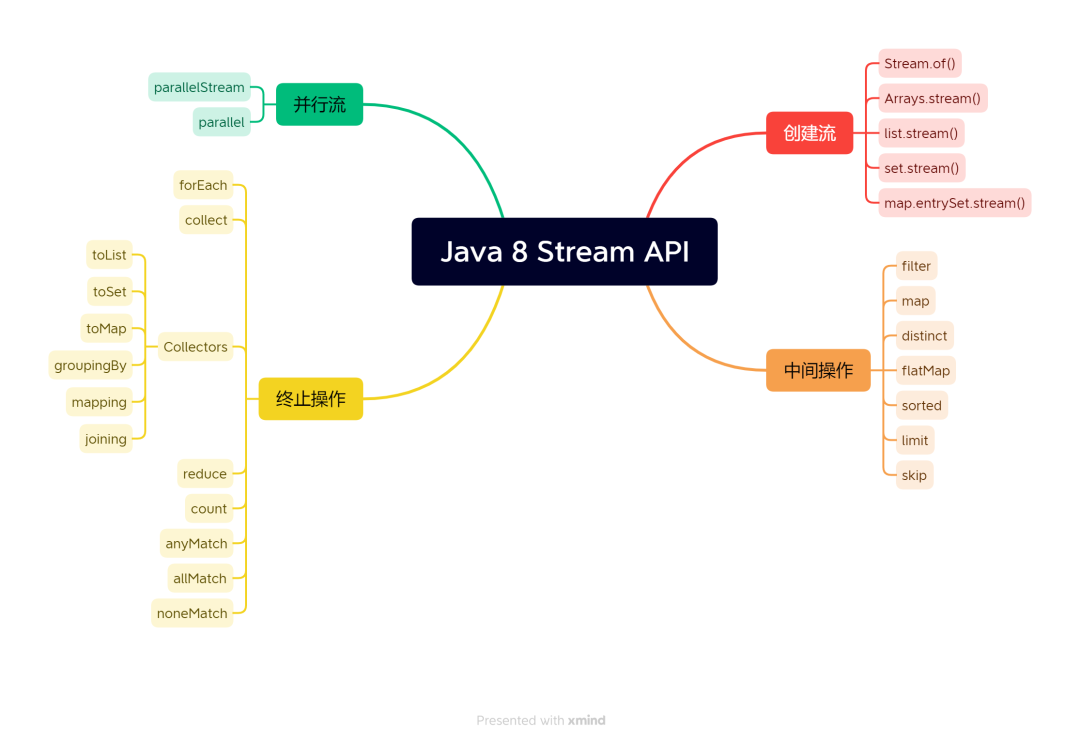 Java 8 Stream API
创建流
Stream.of()
Arrays.stream()
list.stream()
set.stream()
map.entrySet.stream()
中间操作
filter
map
distinct
flatMap
sorted
limit
skip
终止操作
forEach
collect
Collectors
toList
toSet
toMap
groupingBy
mapping
joining
reduce
count
anyMatch
allMatch
noneMatch
并行流
parallelStream
parallel
Presented with xmind